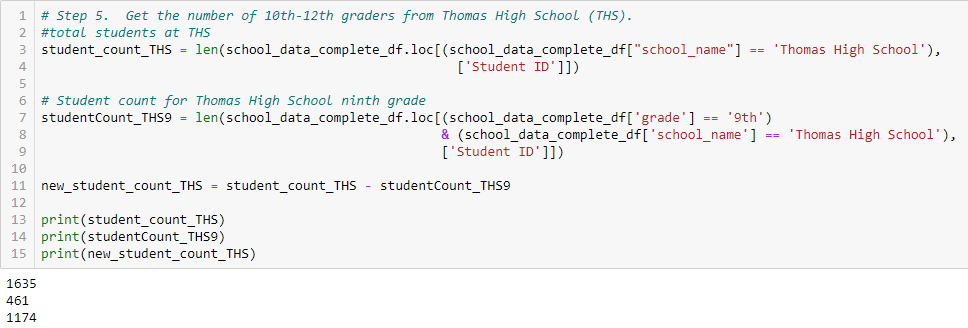 1 # Step 5.  Get the number of 10th-12th graders from Thomas High School (THS).
2 #total students at THS
3 student_count_THS = len(school_data_complete_df.loc[(school_data_complete_df["school_name"] == 'Thomas High School'),
4                                                      ['Student ID']])
5
6 # Student count for Thomas High School ninth grade
7 studentCount_THS9 = len(school_data_complete_df.loc[(school_data_complete_df['grade'] == '9th')
8                                                    & (school_data_complete_df['school_name'] == 'Thomas High School'),
9                                                    ['Student ID']])
10
11 new_student_count_THS = student_count_THS - studentCount_THS9
12
13 print(student_count_THS)
14 print(studentCount_THS9)
15 print(new_student_count_THS)
1635
461
1174